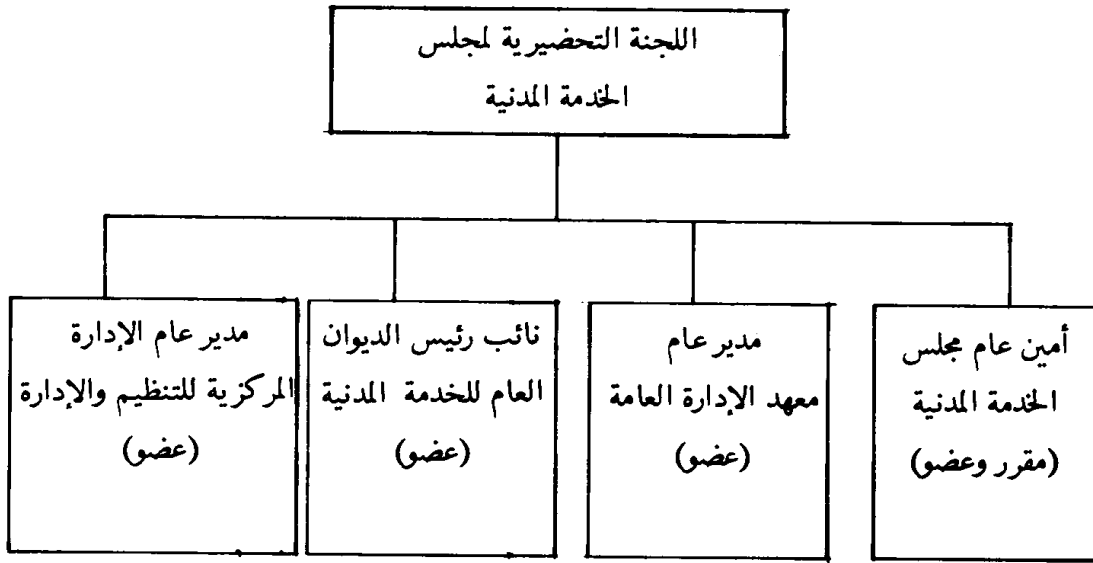 اللجنة التحضيرية لمجلس
الخدمة المدنية
أمين عام مجلس
الخدمة المدنية
(مقرر وعضو)
مدير عام
معهد الإدارة العامة
(عضو)
نائب رئيس الديوان
العام للخدمة المدنية
(عضو)
مدير عام الإدارة
المركزية للتنظيم والإدارة
(عضو)